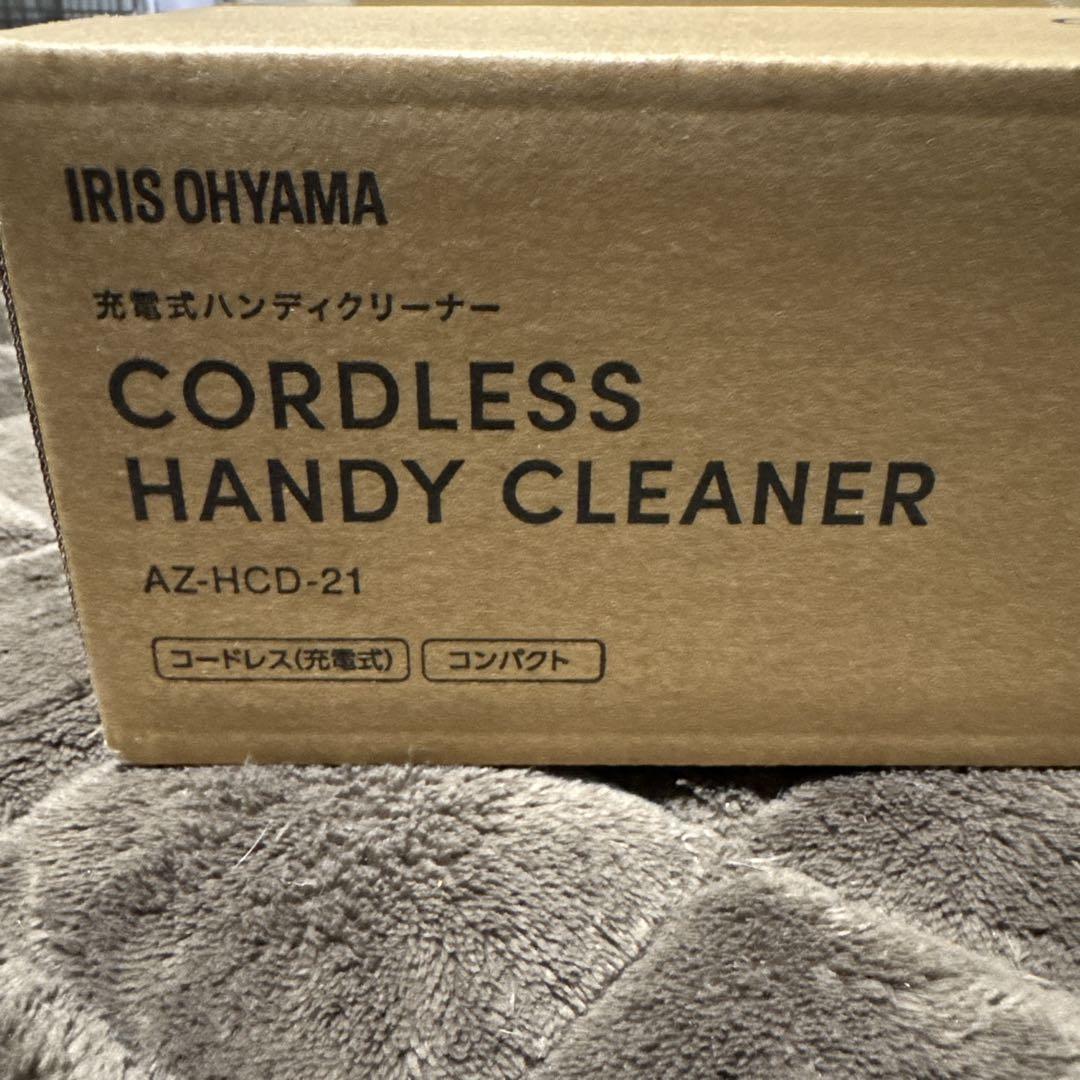 IRIS OHYAMA
充電式ハンディクリーナー
CORDLESS
HANDY CLEANER
AZ-HCD-21
コードレス(充電式) コンパクト